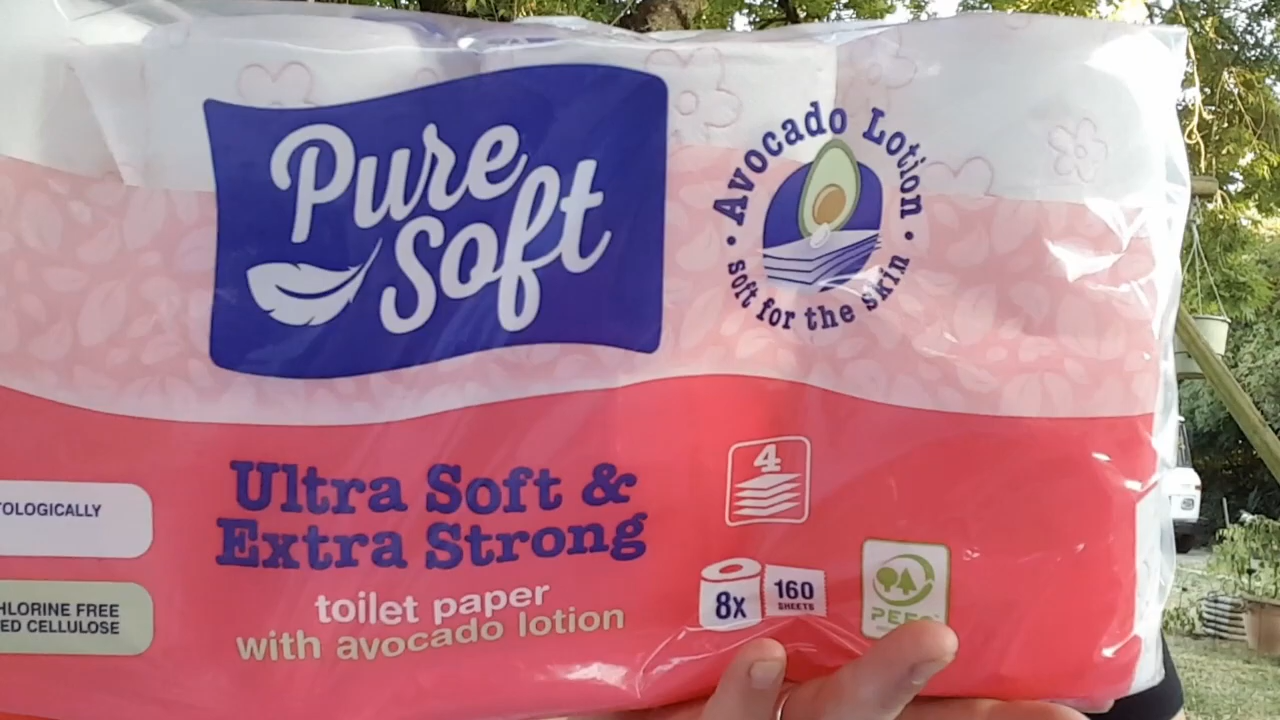 Pure
Soft
Avocado Lotion
soft for the skin
Ultra Soft &
Extra Strong
toilet paper
with avocado lotion
4
8x
160
SHEETS
TOLOGICALLY
HLORINE FREE
ED CELLULOSE